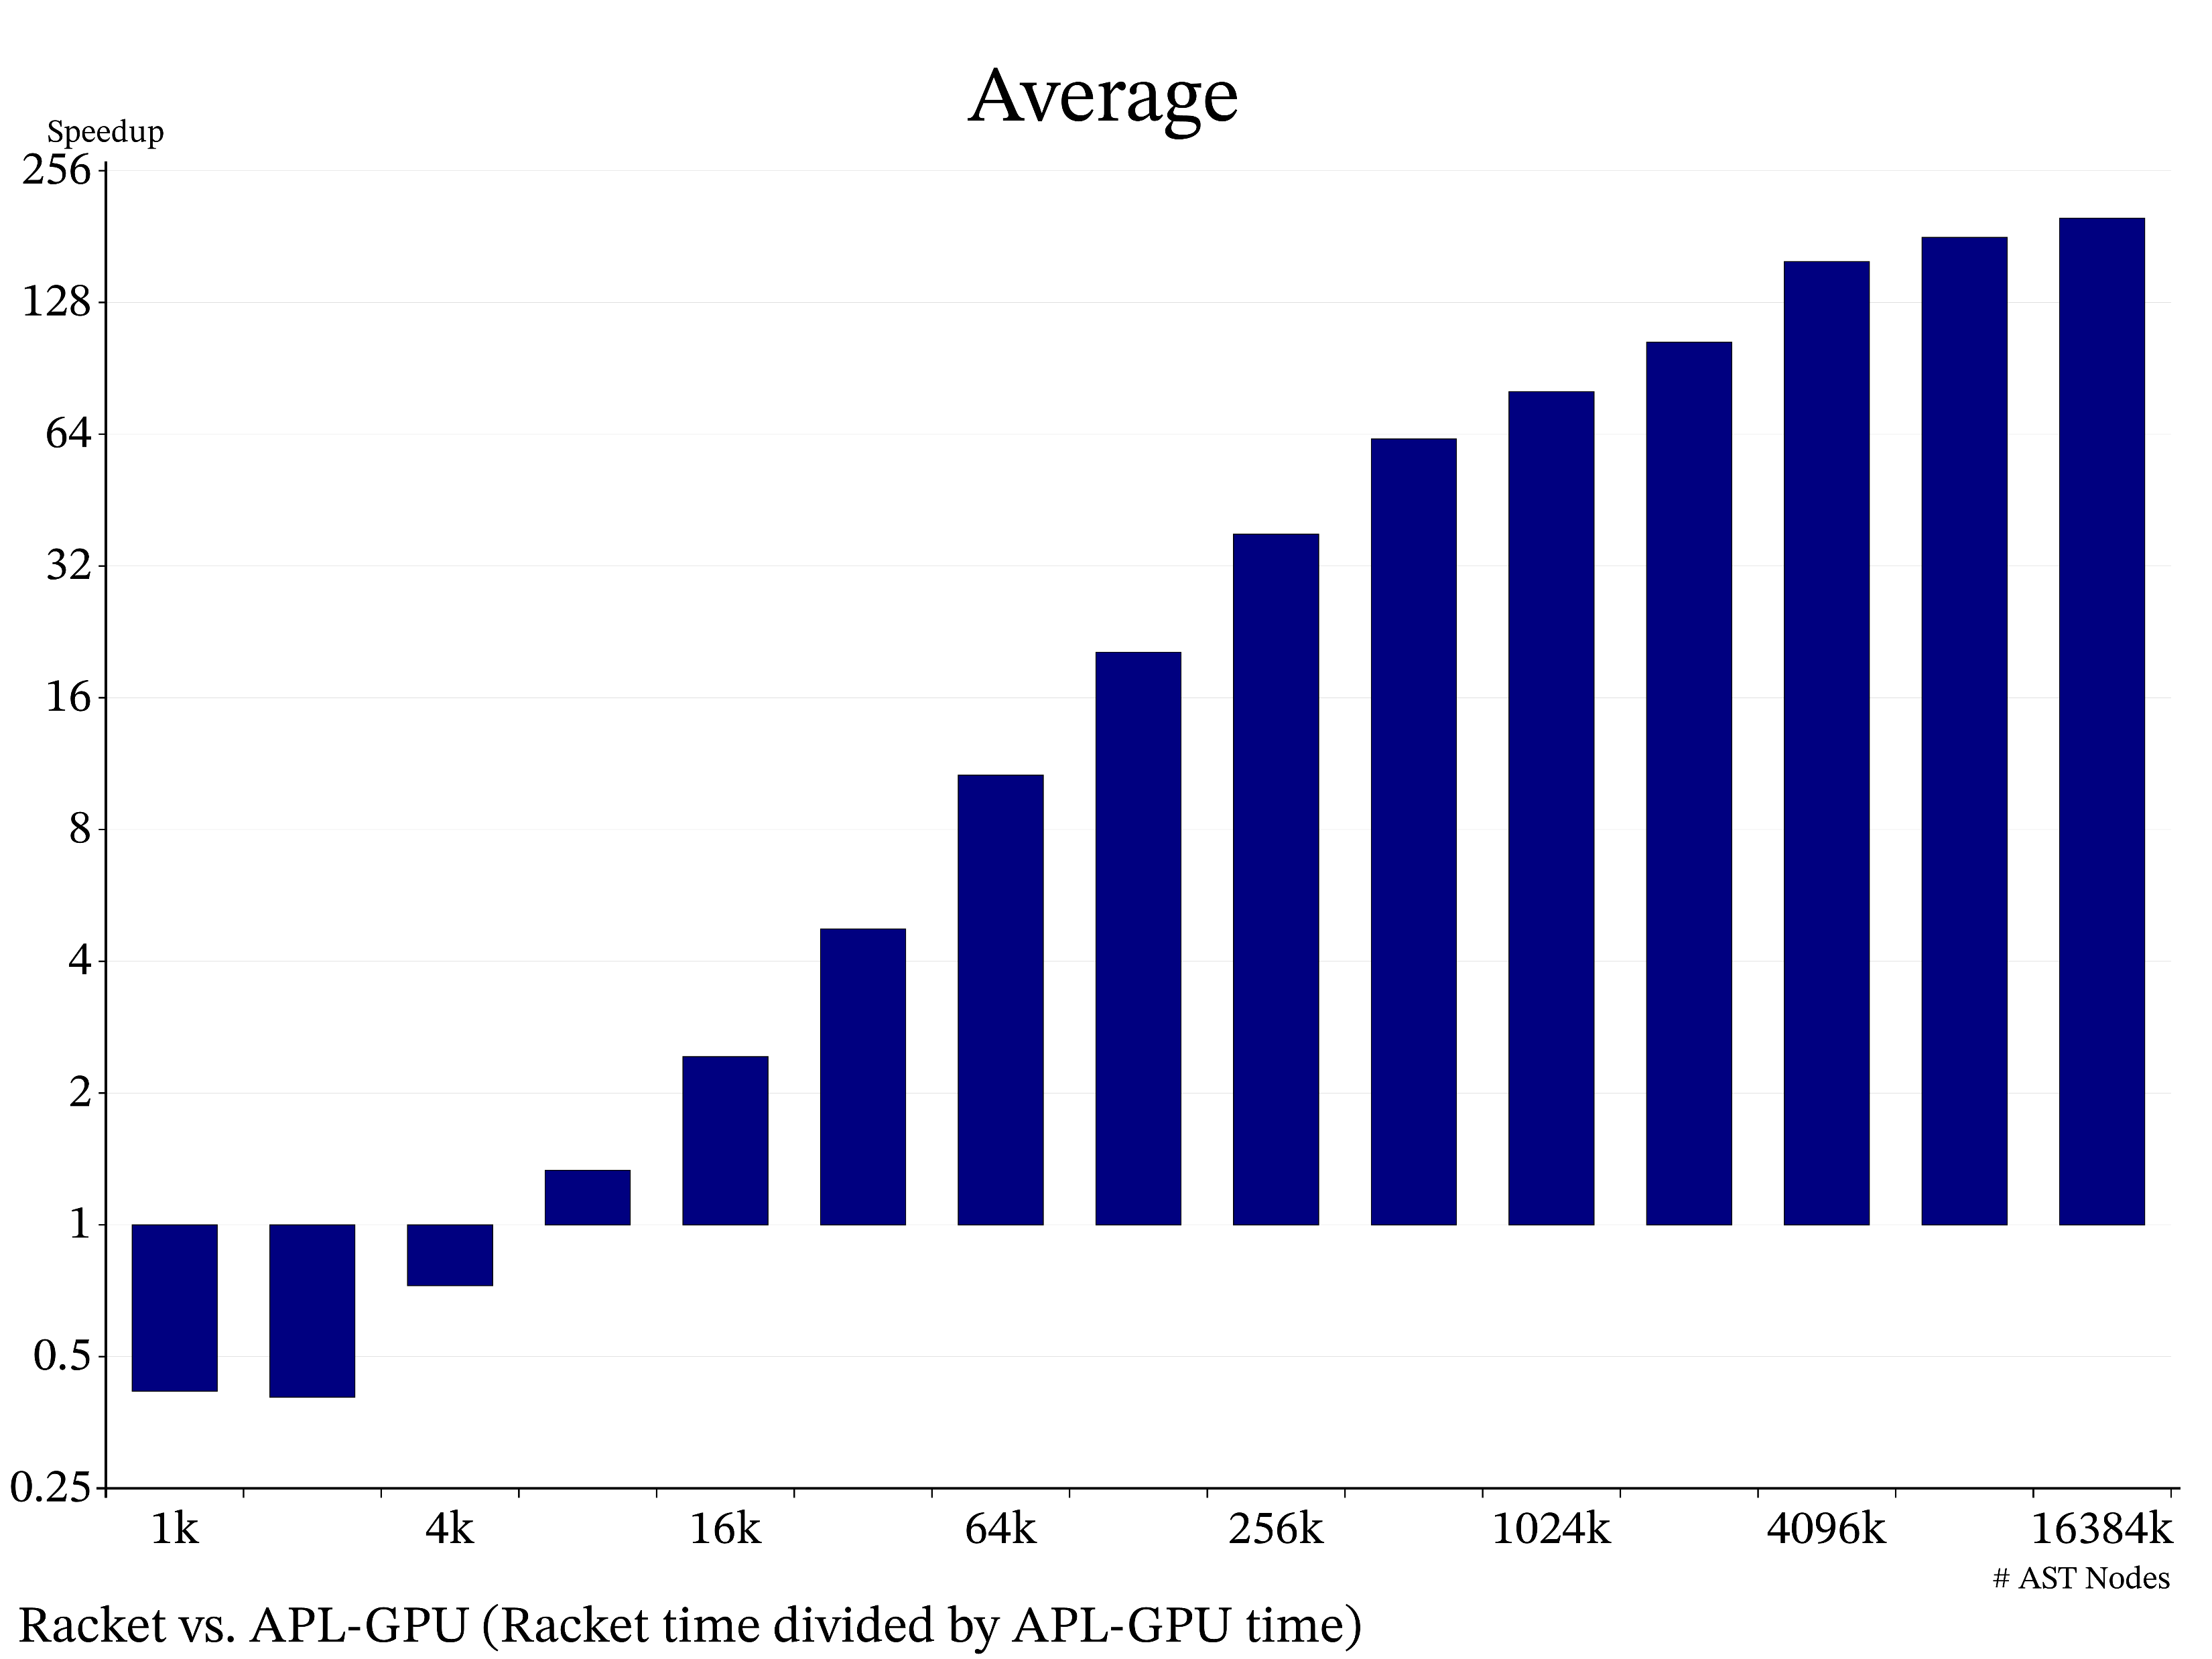 Average
Speedup
256
128
64
32
16
8
4
2
1
0.5
0.25
1k 4k 16k 64k 256k 1024k 4096k 16384k
# AST Nodes
Racket vs. APL-GPU (Racket time divided by APL-GPU time)